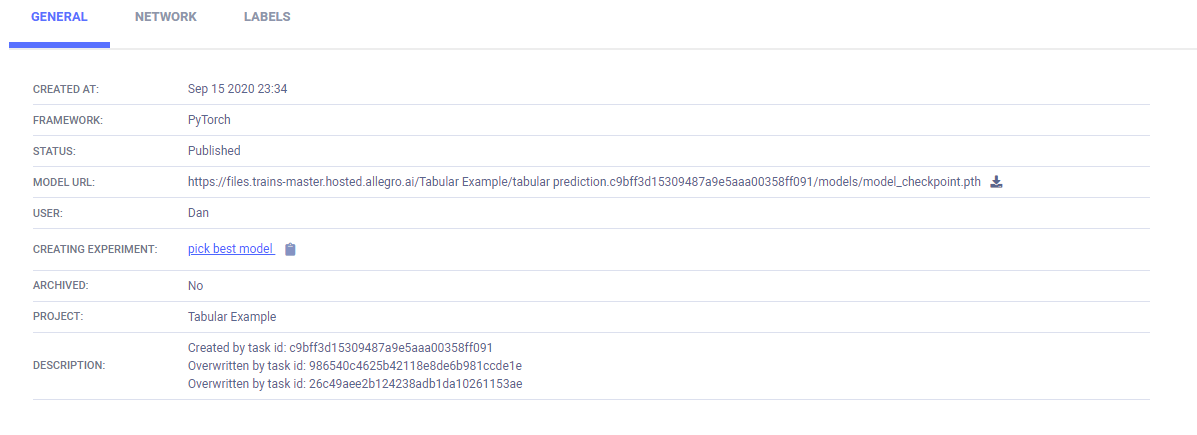 GENERAL NETWORK LABELS
CREATED AT: Sep 15 2020 23:34
FRAMEWORK: PyTorch
STATUS: Published
MODEL URL: https://files.trains-master.hosted.allegro.ai/Tabular Example/tabular prediction.c9bff3d15309487a9e5aaa00358ff091/models/model_checkpoint.pth
USER: Dan
CREATING EXPERIMENT: pick best model
ARCHIVED: No
PROJECT: Tabular Example
DESCRIPTION: Created by task id: c9bff3d15309487a9e5aaa00358ff091
Overwritten by task id: 986540c4625b42118e8de6b981ccde1e
Overwritten by task id: 26c49aee2b124238adb1da10261153ae